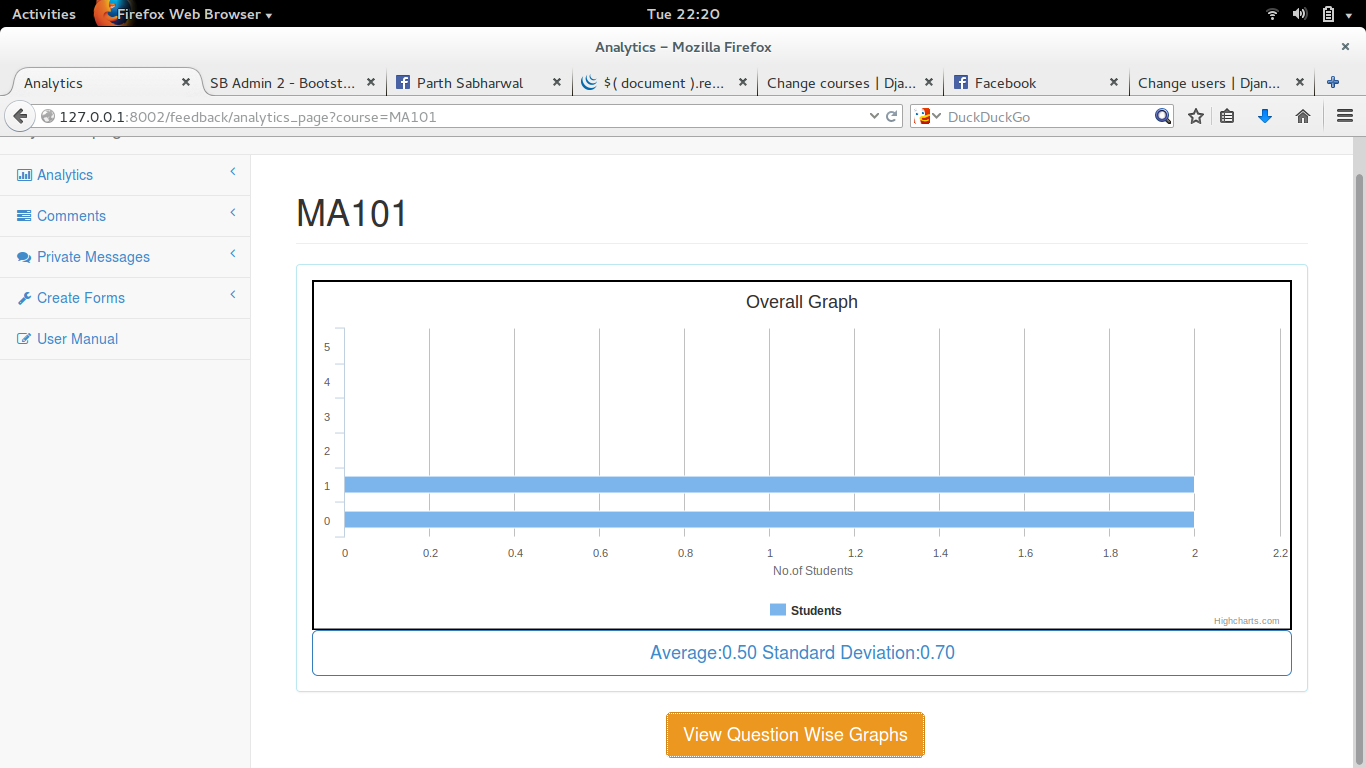 Activities Firefox Web Browser Tue 22:20
Analytics – Mozilla Firefox
Analytics SB Admin 2 - Bootst... Parth Sabharwal $( document ).re... Change courses | Dja... Facebook Change users | Djan...
127.0.0.1:8002/feedback/analytics_page?course=MA101 DuckDuckGo
Analytics
Comments
Private Messages
Create Forms
User Manual
MA101
Overall Graph
5
4
3
2
1
0
0 0.2 0.4 0.6 0.8 1 1.2 1.4 1.6 1.8 2 2.2
No.of Students
Students
Highcharts.com
Average:0.50 Standard Deviation:0.70
View Question Wise Graphs